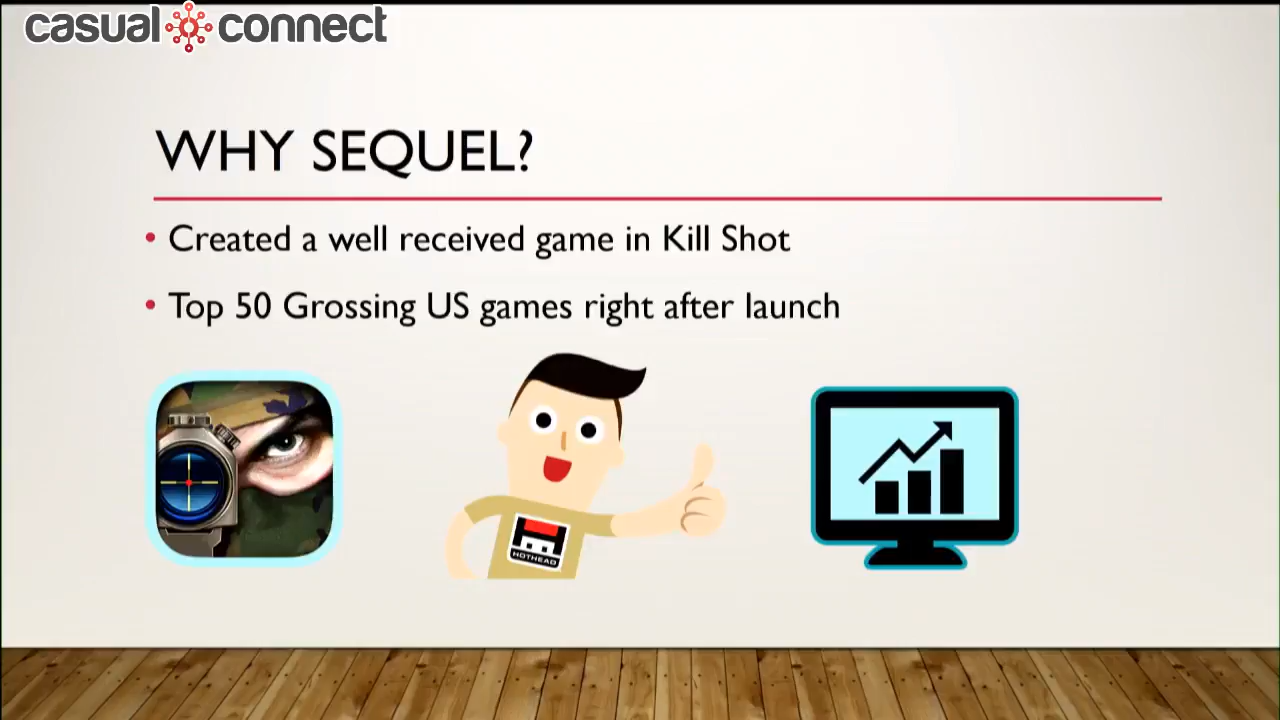 casual connect
WHY SEQUEL?
• Created a well received game in Kill Shot
• Top 50 Grossing US games right after launch
HOTHEAD